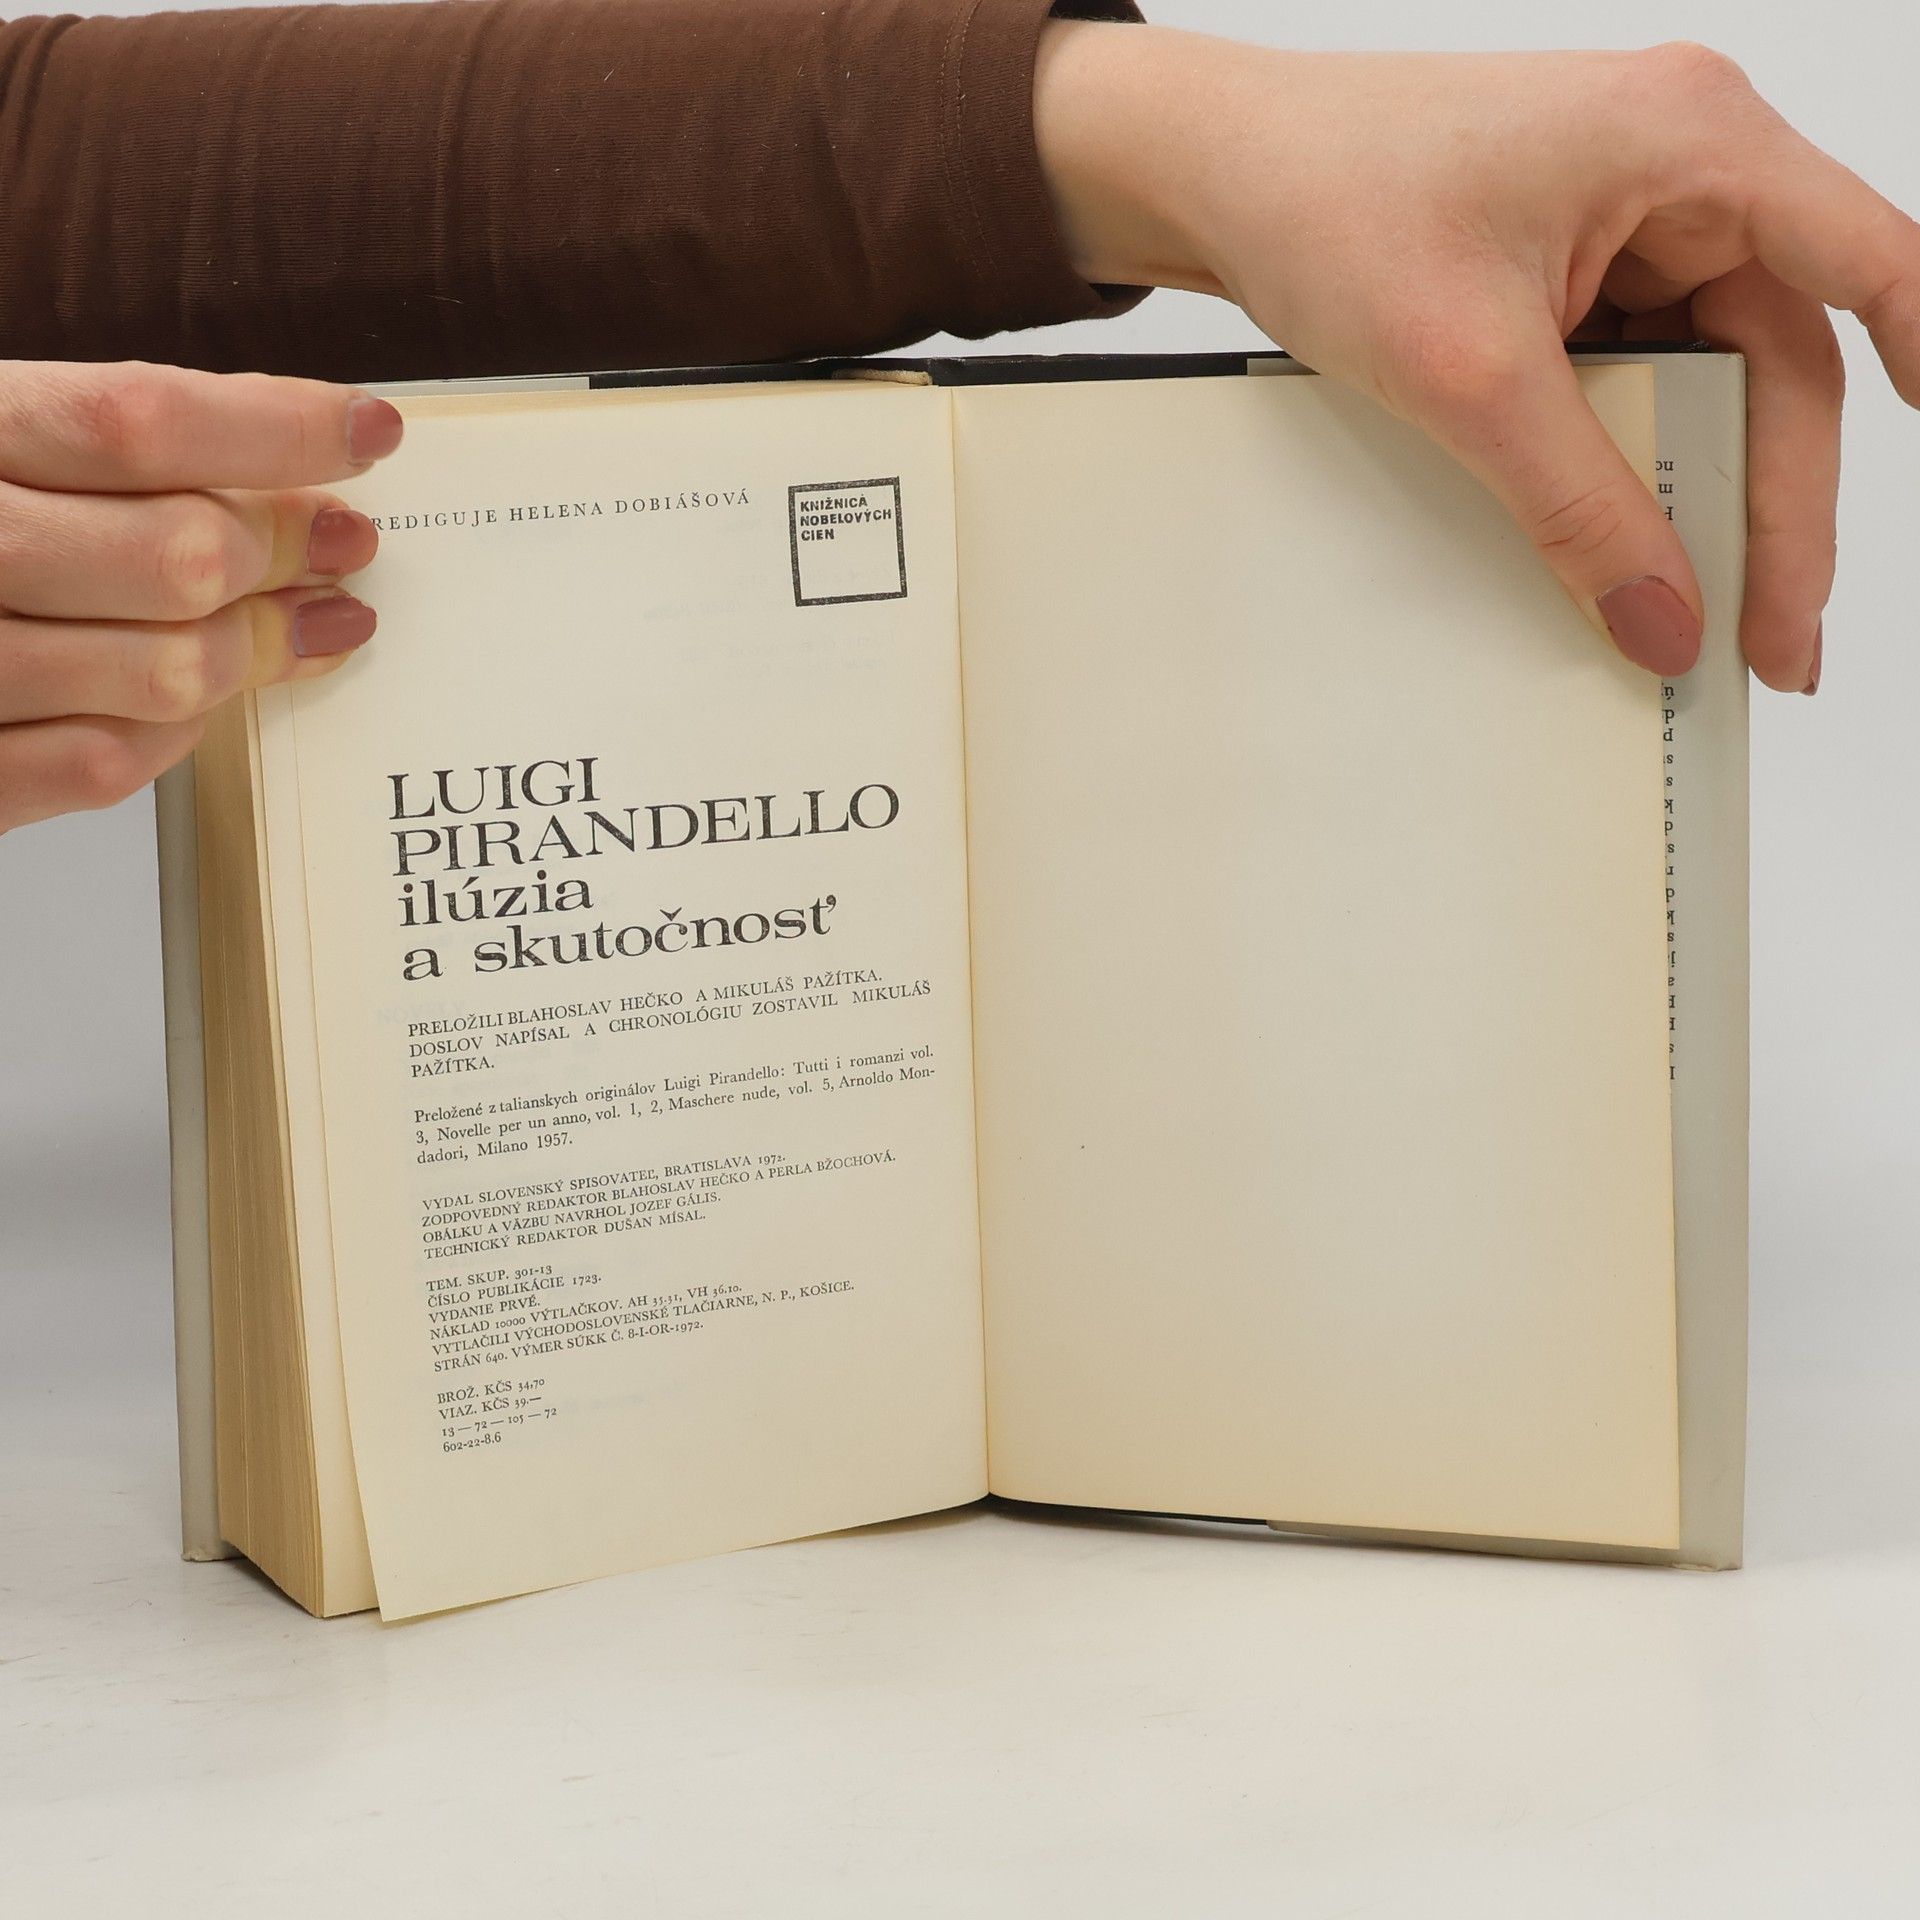 REDIGUJE HELENA DOBIÁŠOVÁ
KNIŽNICA
NOBELOVÝCH
CIEN
LUIGI
PIRANDELLO
ilúzia
a skutočnosť
PRELOŽILI BLAHOSLAV HEČKO A MIKULÁŠ PAŽÍTKA.
DOSLOV NAPÍSAL A CHRONOLÓGIU ZOSTAVIL MIKULÁŠ
PAŽÍTKA.
Preložené z talianskych originálov Luigi Pirandello: Tutti i romanzi vol.
3, Novelle per un anno, vol. 1, 2, Maschere nude, vol. 5, Arnoldo Mon-
dadori, Milano 1957.
VYDAL SLOVENSKÝ SPISOVATEĽ, BRATISLAVA 1972.
ZODPOVEDNÝ REDAKTOR BLAHOSLAV HEČKO A PERLA BŽOCHOVÁ.
OBÁLKU A VÄZBU NAVRHOL JOZEF GÁLIS.
TECHNICKÝ REDAKTOR DUŠAN MÍSAL.
TEM. SKUP. 301-13
ČÍSLO PUBLIKÁCIE 1723.
VYDANIE PRVÉ.
NÁKLAD 10000 VÝTLAČKOV. AH 35.31, VH 36.10.
VYTLAČILI VÝCHODOSLOVENSKÉ TLAČIARNE, N. P., KOŠICE.
STRÁN 640. VÝMER SÚKK Č. 8-I-OR-1972.
BROŽ. KČS 34,70
VIAZ. KČS 39.—
13 — 72 — 105 — 72
602-22-8.6